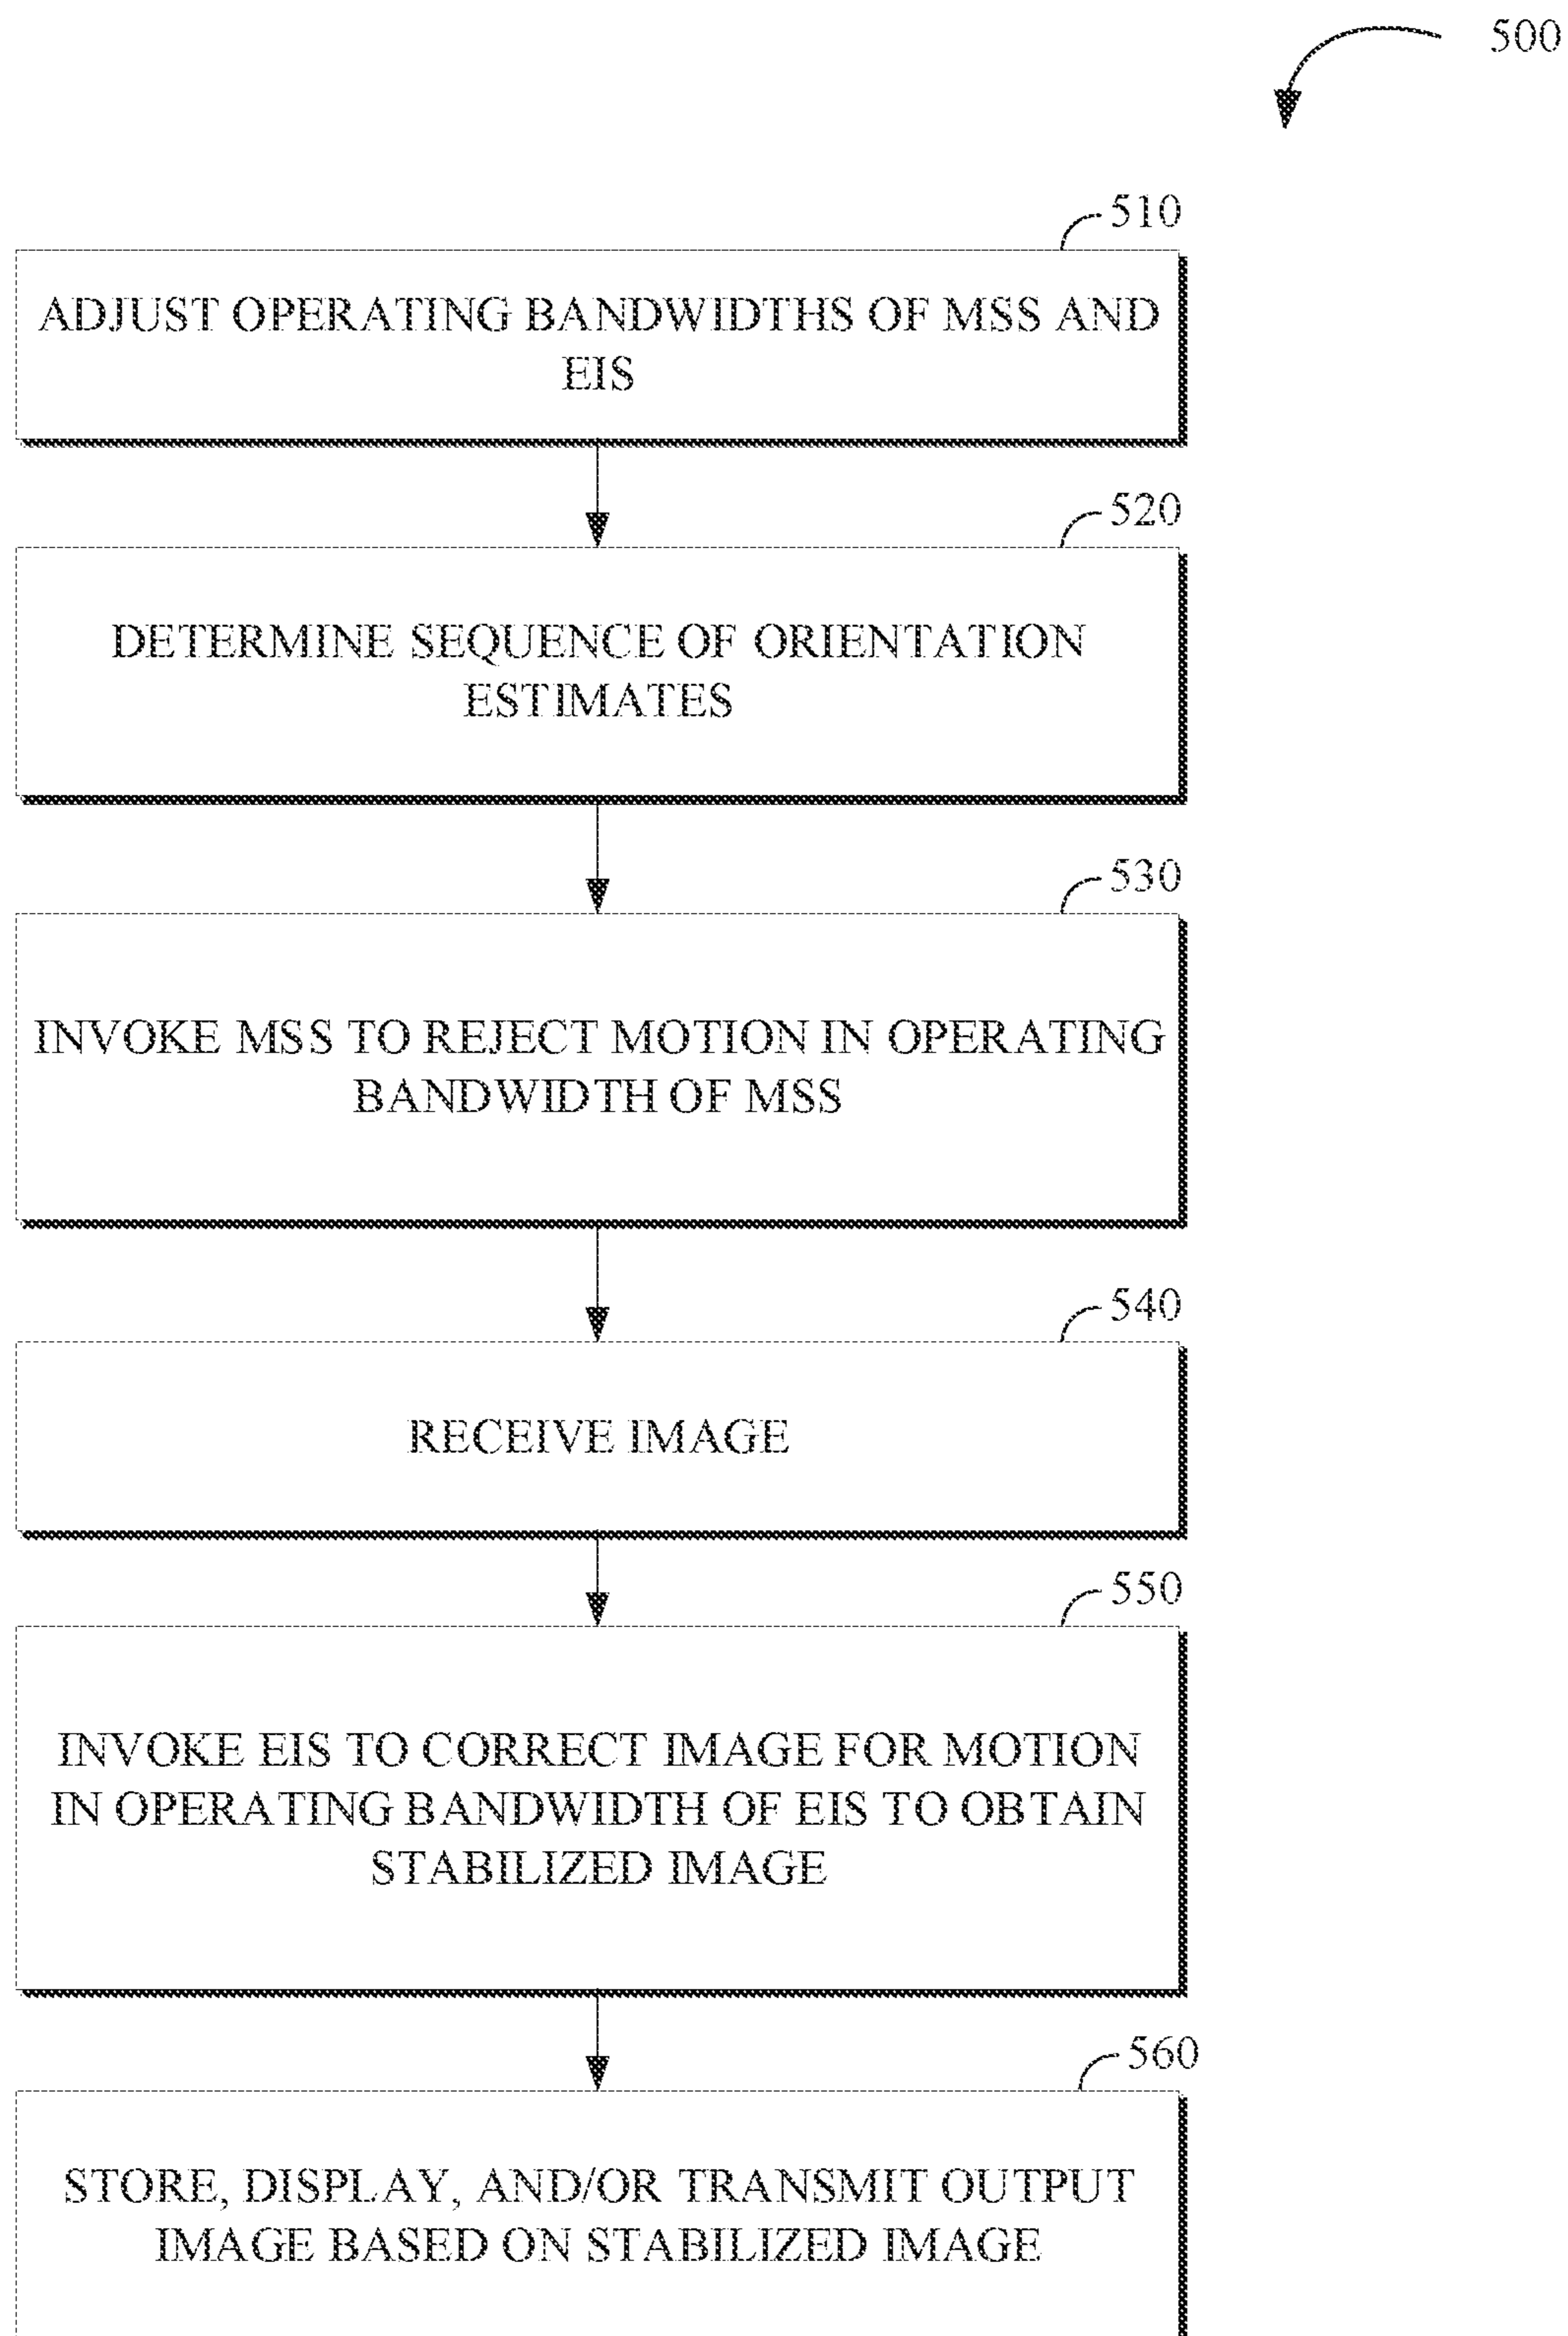 500
510
ADJUST OPERATING BANDWIDTHS OF MSS AND
EIS
520
DETERMINE SEQUENCE OF ORIENTATION
ESTIMATES
530
INVOKE MSS TO REJECT MOTION IN OPERATING
BANDWIDTH OF MSS
540
RECEIVE IMAGE
550
INVOKE EIS TO CORRECT IMAGE FOR MOTION
IN OPERATING BANDWIDTH OF EIS TO OBTAIN
STABILIZED IMAGE
560
STORE, DISPLAY, AND/OR TRANSMIT OUTPUT
IMAGE BASED ON STABILIZED IMAGE